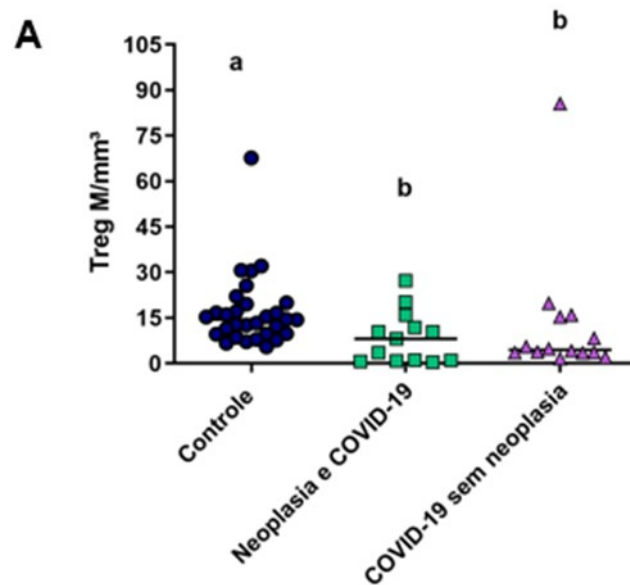 A
b
105
a
90
75
60
b
45
30
15
0
Treg M/mm³
Controle
Neoplasia e COVID-19
COVID-19 sem neoplasia